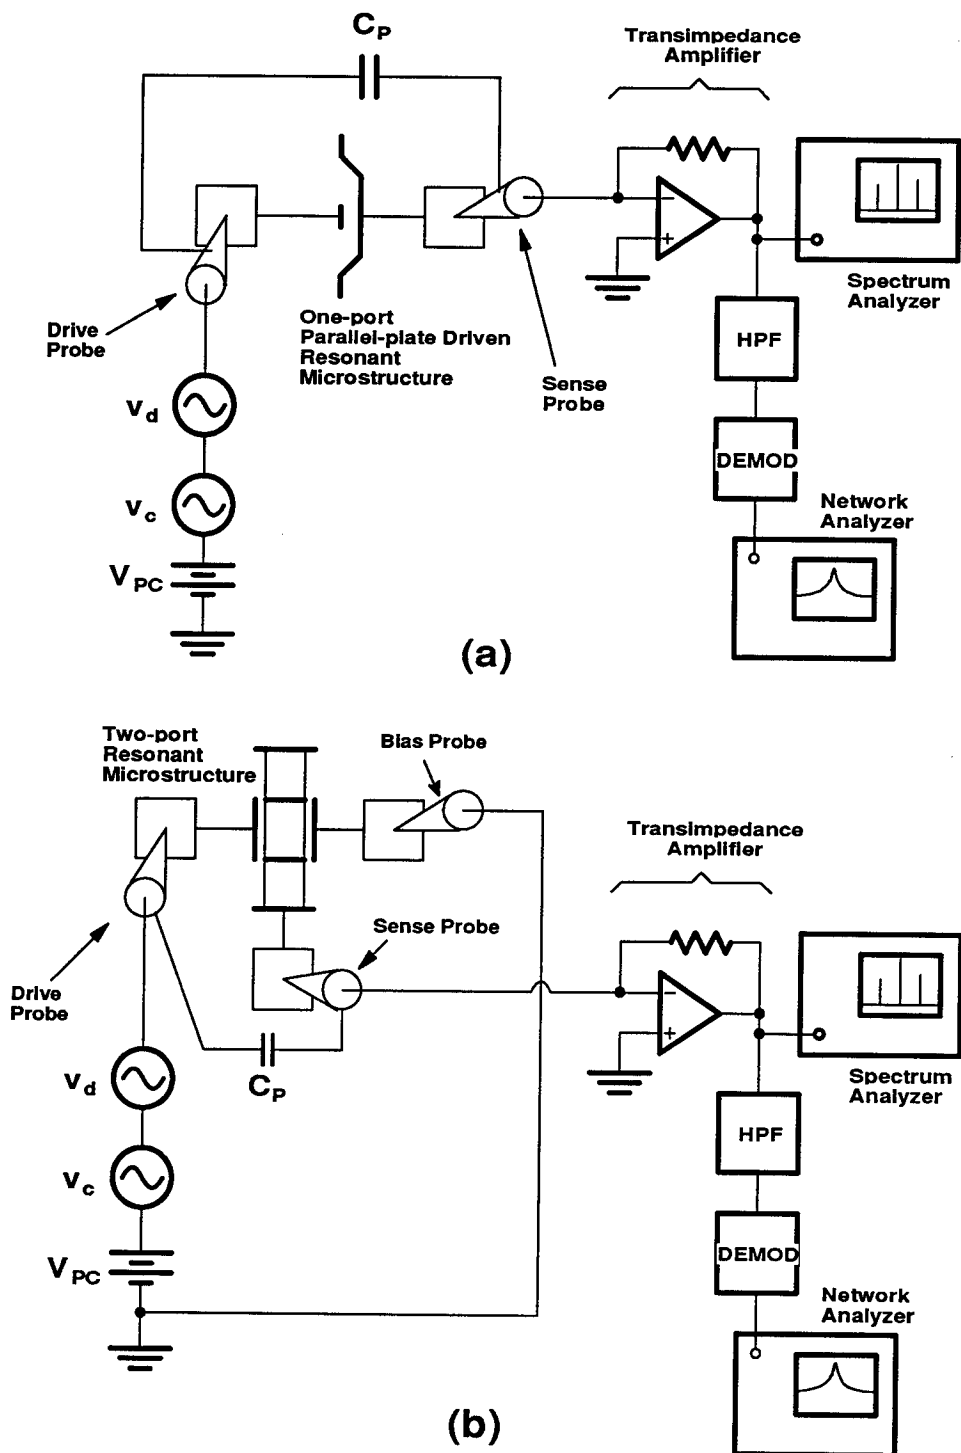 C_P
Transimpedance
Amplifier
Spectrum
Analyzer
Drive
Probe
One-port
Parallel-plate Driven
Resonant
Microstructure
Sense
Probe
HPF
v_d
DEMOD
v_c
Network
Analyzer
V_PC
(a)
Two-port
Resonant
Microstructure
Bias Probe
Transimpedance
Amplifier
Sense Probe
Drive
Probe
C_P
v_d
Spectrum
Analyzer
HPF
v_c
DEMOD
V_PC
Network
Analyzer
(b)